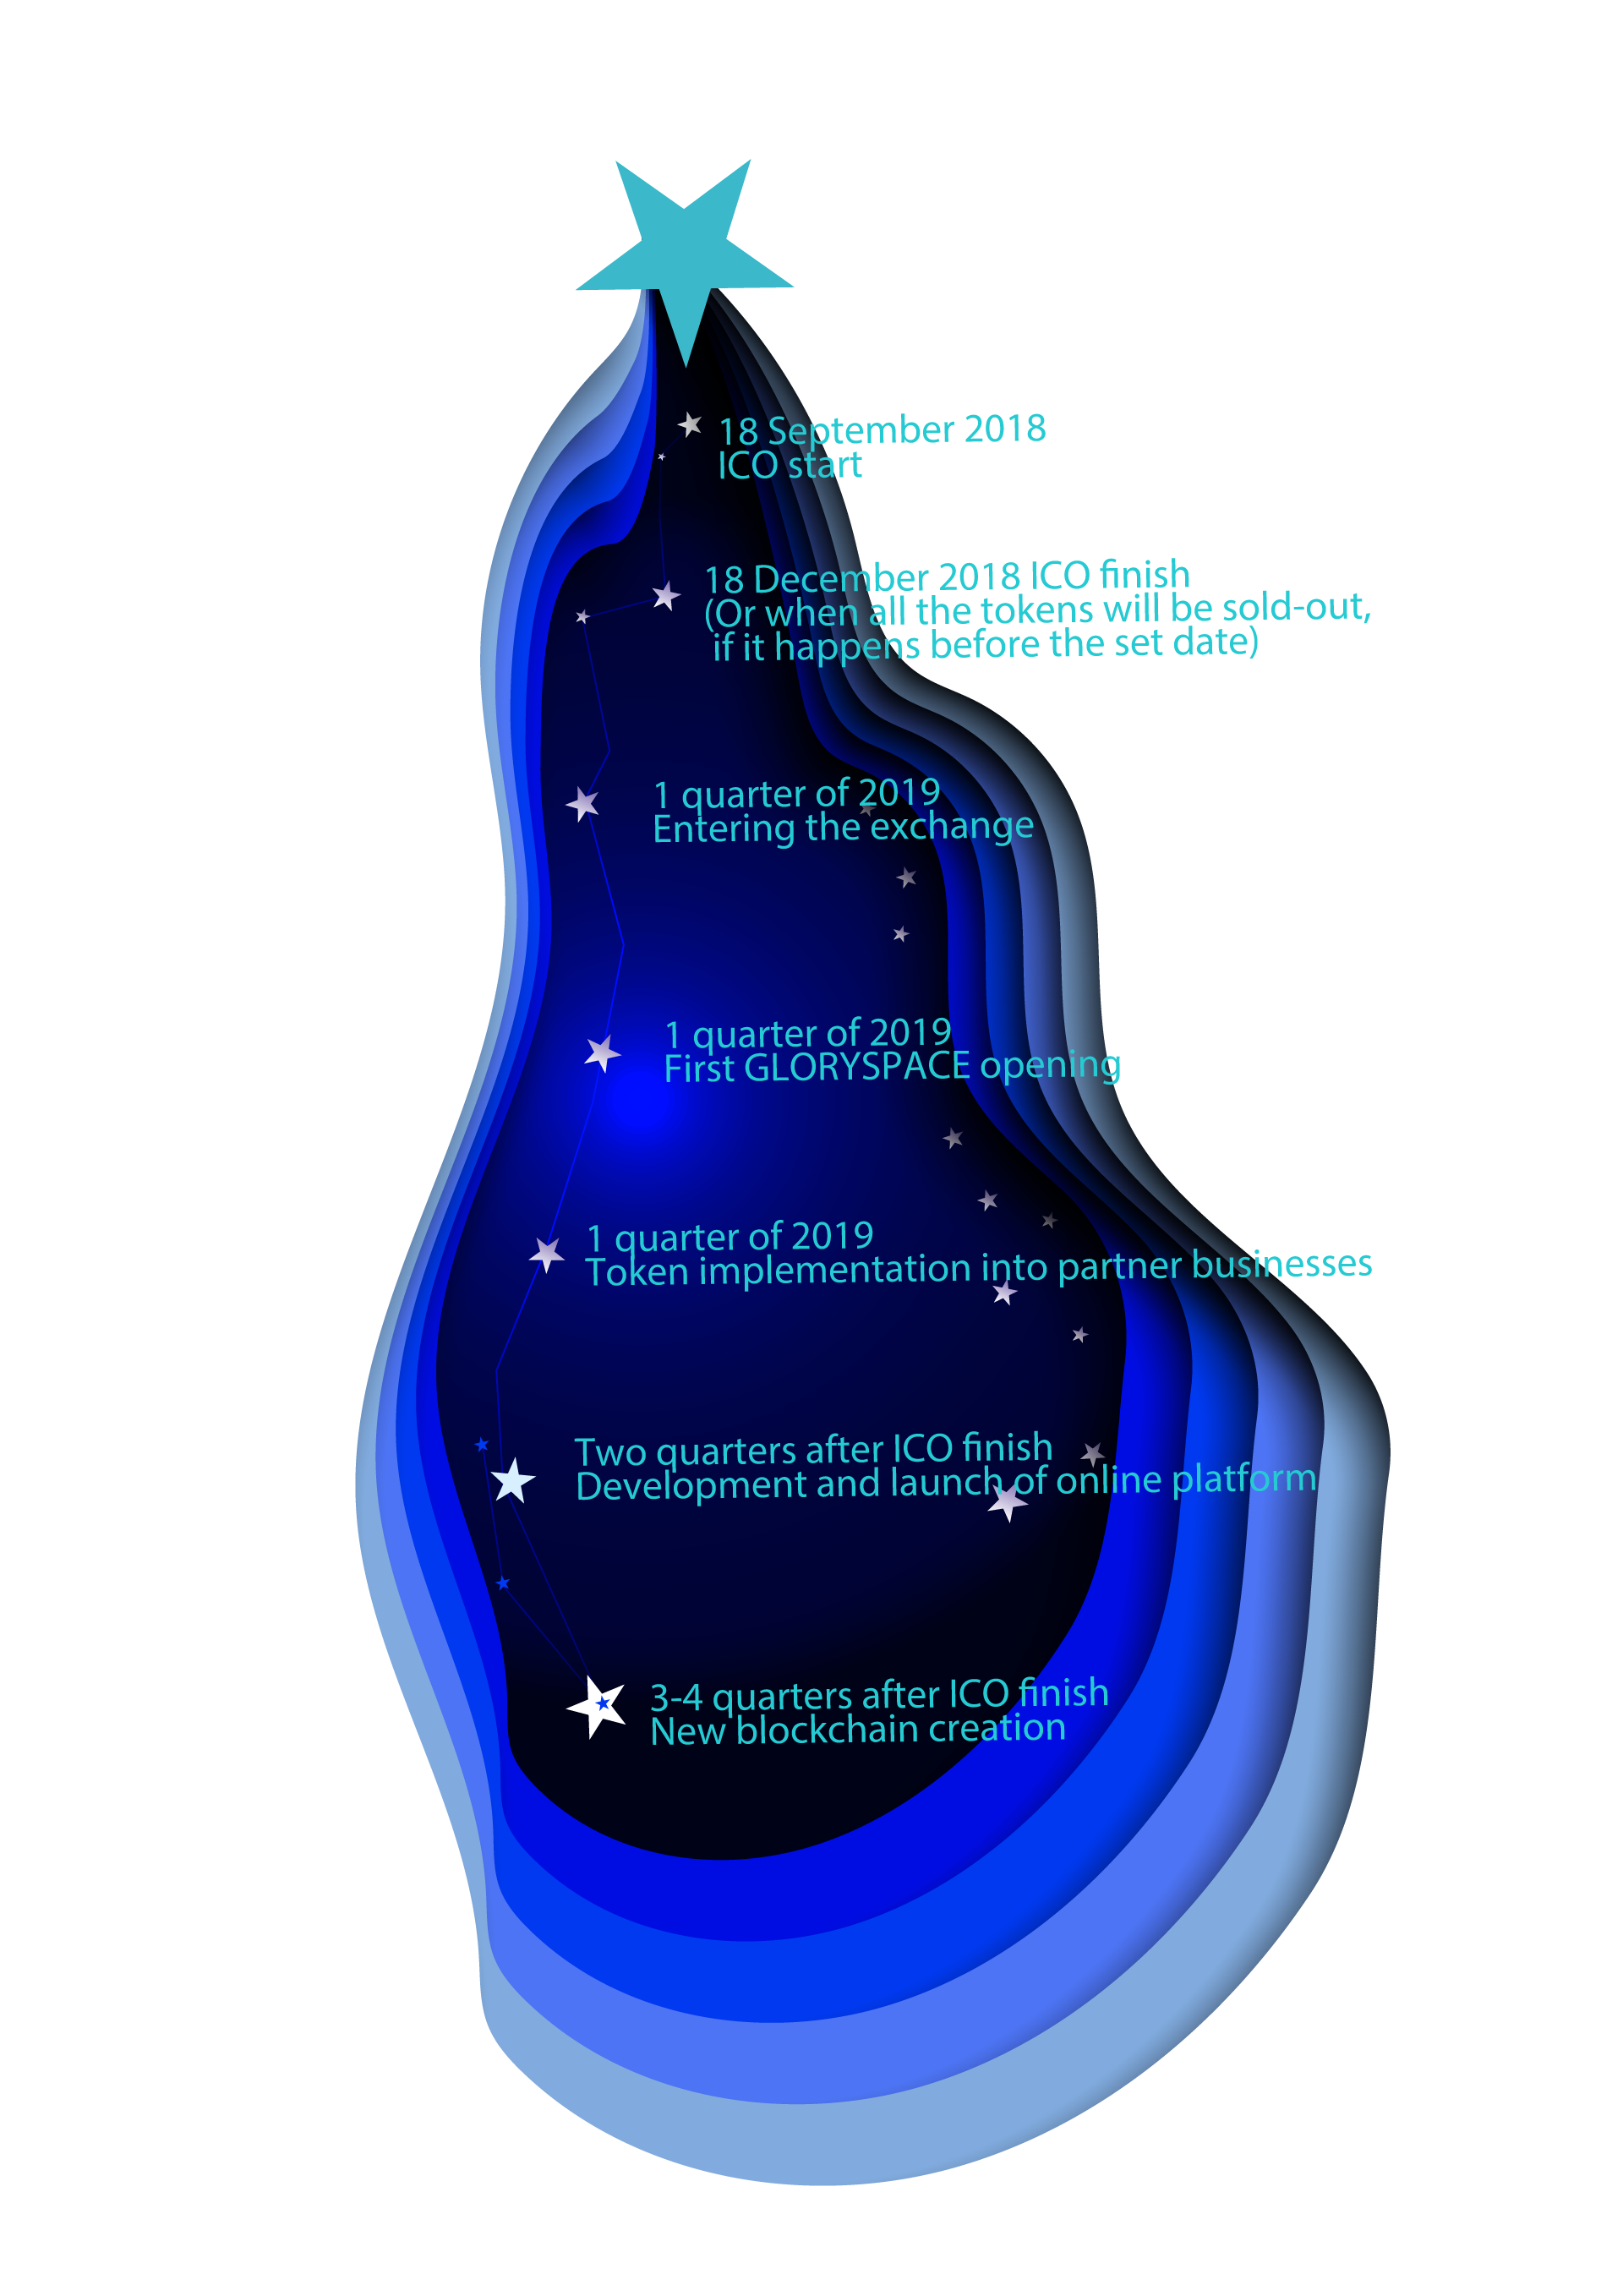 18 September 2018
ICO start
18 December 2018 ICO finish
(Or when all the tokens will be sold-out,
if it happens before the set date)
1 quarter of 2019
Entering the exchange
1 quarter of 2019
First GLORYSPACE opening
1 quarter of 2019
Token implementation into partner businesses
Two quarters after ICO finish
Development and launch of online platform
3-4 quarters after ICO finish
New blockchain creation